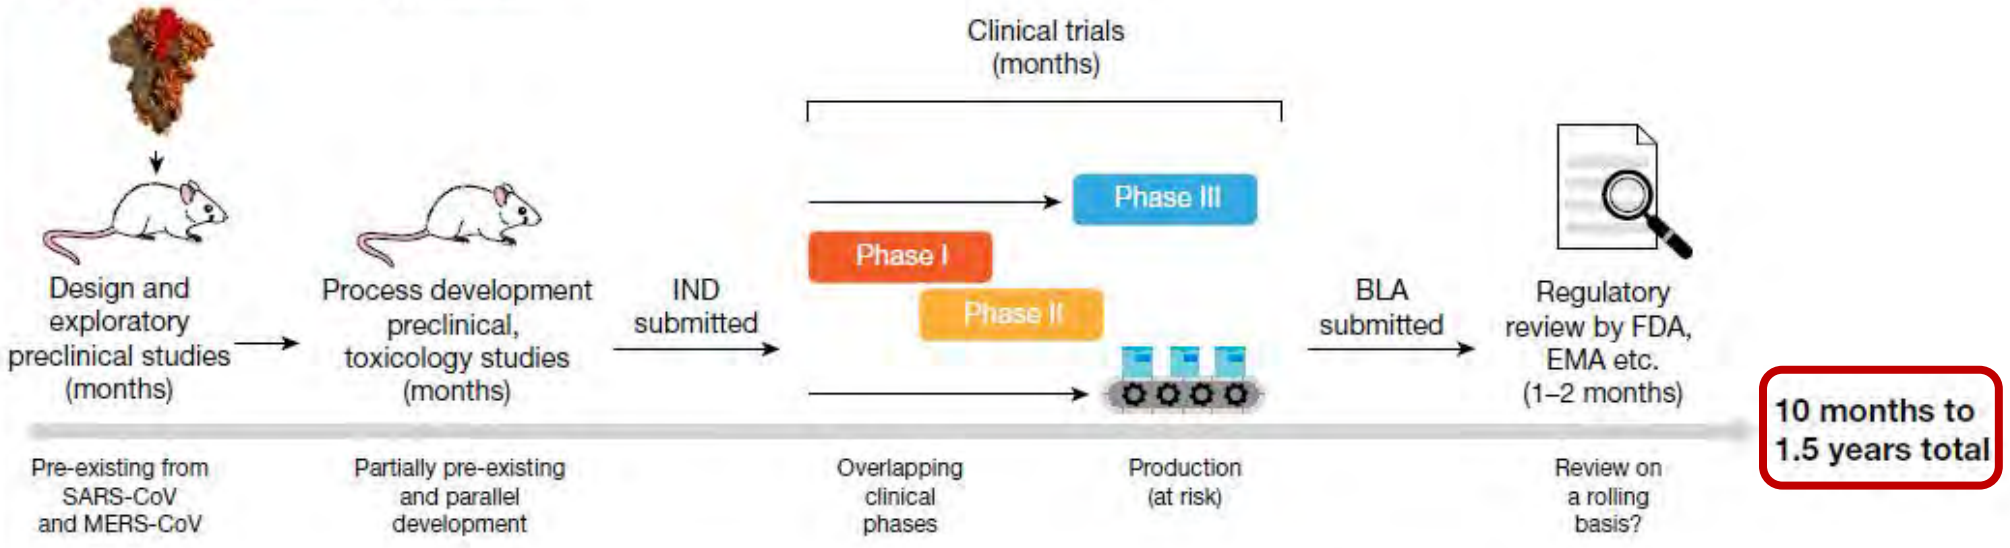 Clinical trials
(months)
Phase III
Phase I
Phase II
Design and
exploratory
preclinical studies
(months)
Process development
preclinical,
toxicology studies
(months)
IND
submitted
BLA
submitted
Regulatory
review by FDA,
EMA etc.
(1–2 months)
10 months to
1.5 years total
Pre-existing from
SARS-CoV
and MERS-CoV
Partially pre-existing
and parallel
development
Overlapping
clinical
phases
Production
(at risk)
Review on
a rolling
basis?